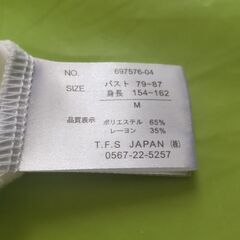 NO. 697576-04
SIZE バスト 79~87
身長 154~162
M
品質表示 ポリエステル 65%
レーヨン 35%
T.F.S JAPAN (株)
0567-22-5257